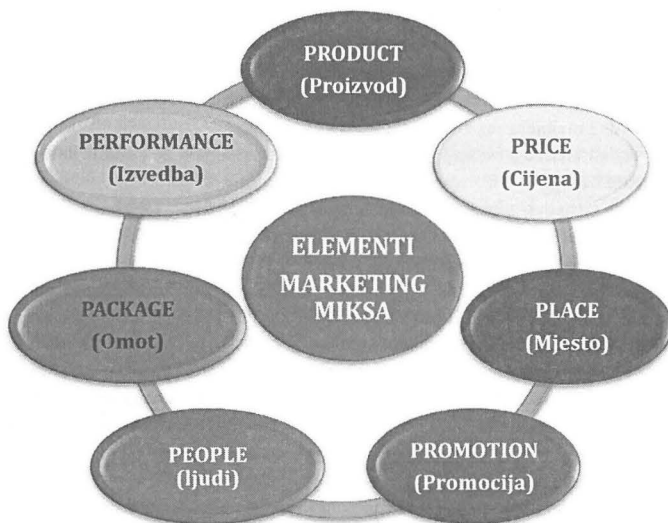 PRODUCT
(Proizvod)
PRICE
(Cijena)
PLACE
(Mjesto)
PROMOTION
(Promocija)
PEOPLE
(ljudi)
PACKAGE
(Omot)
PERFORMANCE
(Izvedba)
ELEMENTI
MARKETING
MIKSA